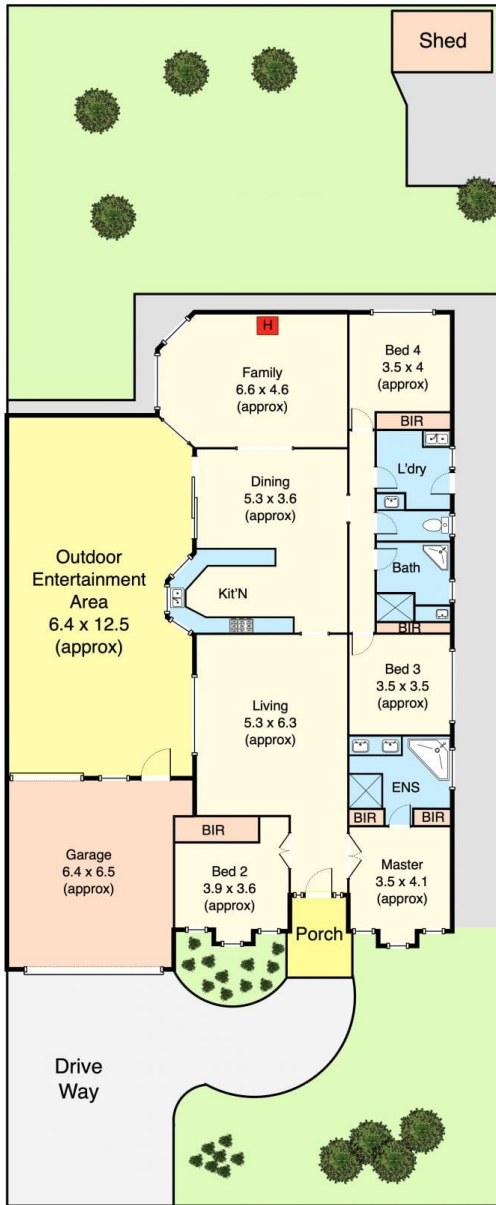 Shed
H
Family
6.6 x 4.6
(approx)
Bed 4
3.5 x 4
(approx)
BIR
L'dry
Dining
5.3 x 3.6
(approx)
Outdoor
Entertainment
Area
6.4 x 12.5
(approx)
Kit'N
Bath
BIR
Living
5.3 x 6.3
(approx)
Bed 3
3.5 x 3.5
(approx)
ENS
BIR
BIR
BIR
Garage
6.4 x 6.5
(approx)
Bed 2
3.9 x 3.6
(approx)
Master
3.5 x 4.1
(approx)
Porch
Drive
Way